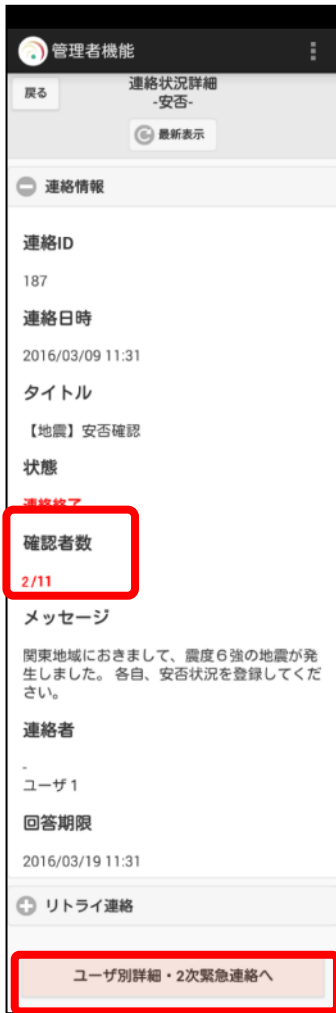 管理者機能
戻る
連絡状況詳細
-安否-
最新表示
連絡情報
連絡ID
187
連絡日時
2016/03/09 11:31
タイトル
【地震】安否確認
状態
連絡終了
確認者数
2/11
メッセージ
関東地域におきまして、震度６強の地震が発
生しました。 各自、安否状況を登録してくだ
さい。
連絡者
-
ユーザ１
回答期限
2016/03/19 11:31
リトライ連絡
ユーザ別詳細・2次緊急連絡へ